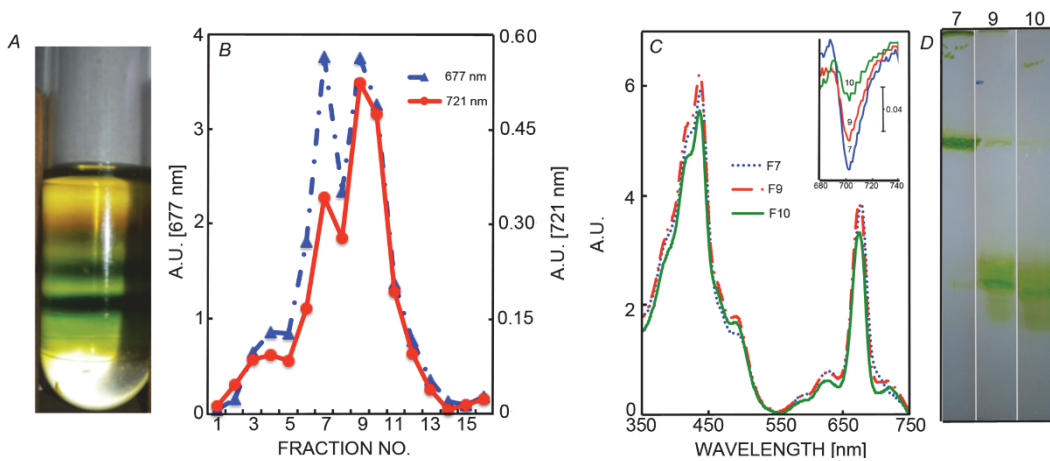 A
B
677 nm
721 nm
A.U. [677 nm]
4
3
2
1
0
0.60
0.45
0.30
0.15
0
A.U. [721 nm]
1 3 5 7 9 11 13 15
FRACTION NO.
C
A.U.
6
4
2
0
F7
F9
F10
10
9
7
0.04
680 700 720 740
350 450 550 650 750
WAVELENGTH [nm]
D
7 9 10